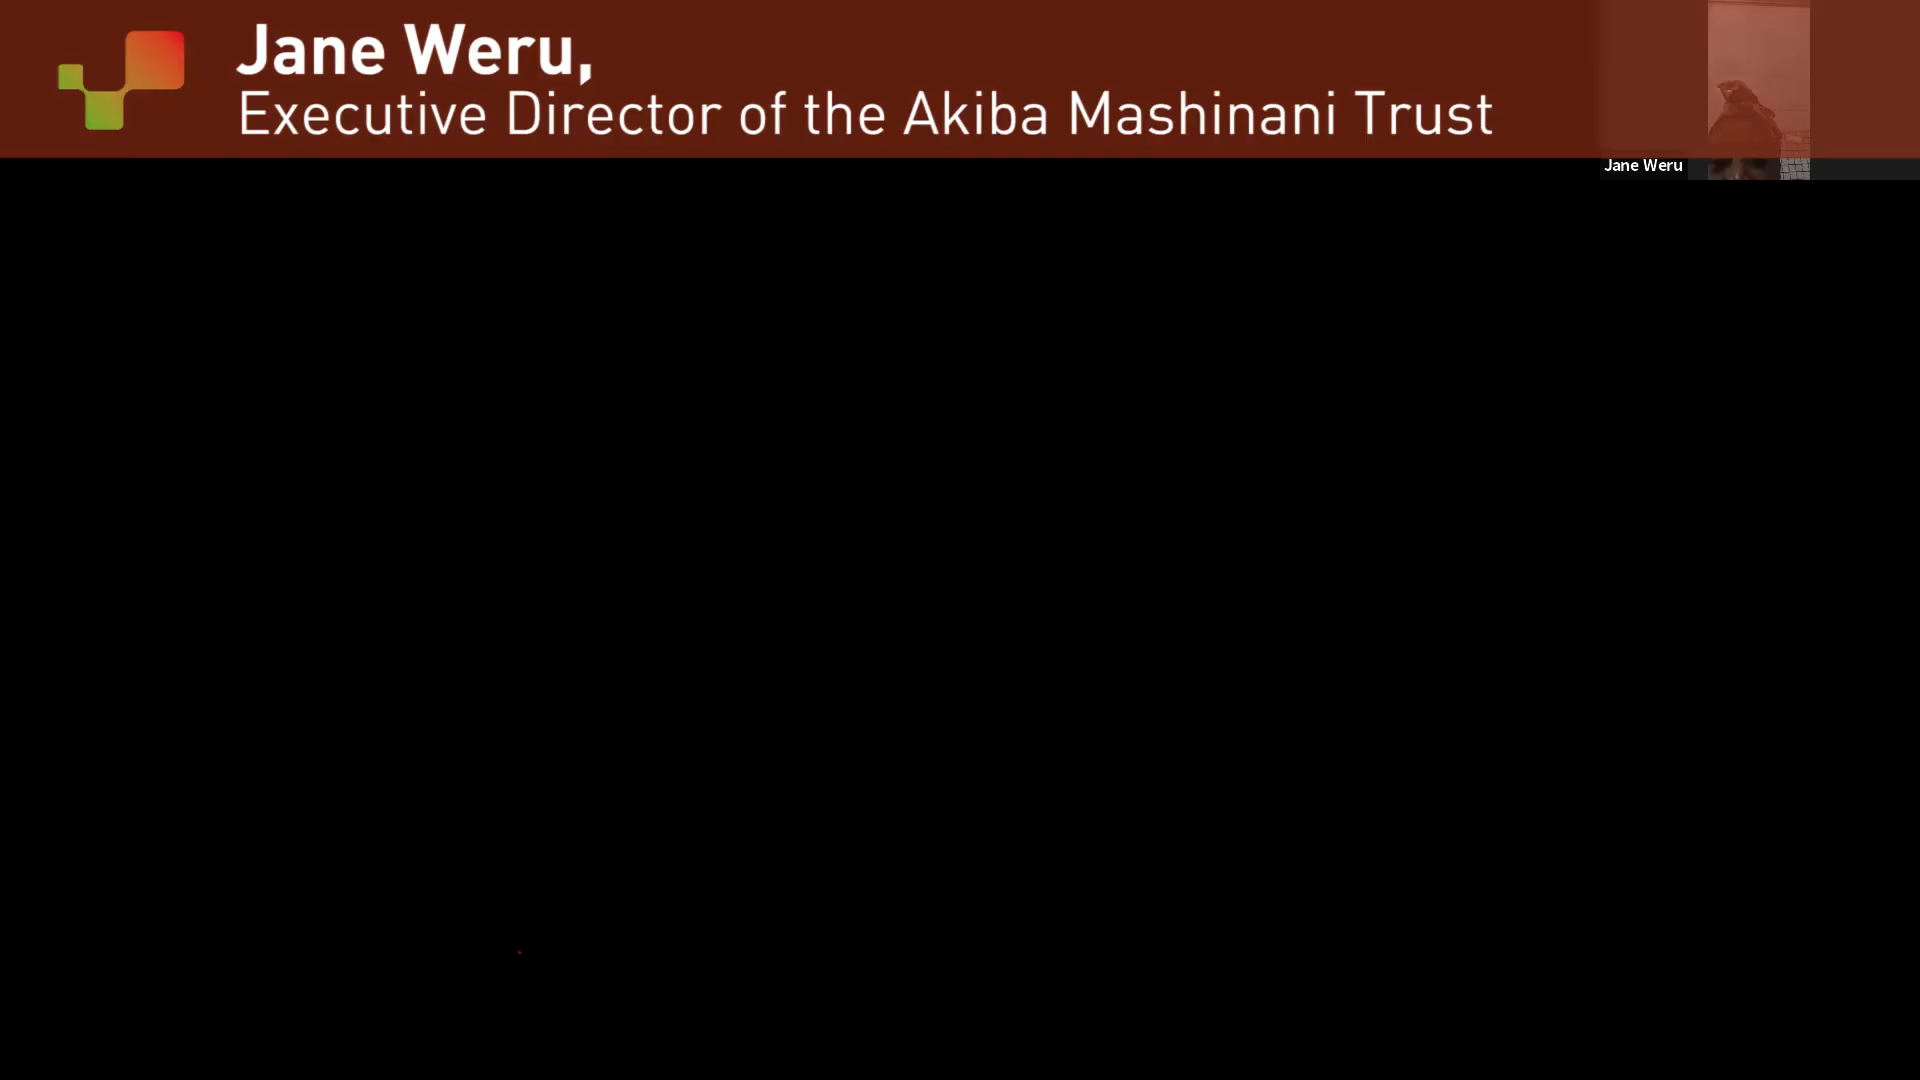 Jane Weru,
Executive Director of the Akiba Mashinani Trust
Jane Weru